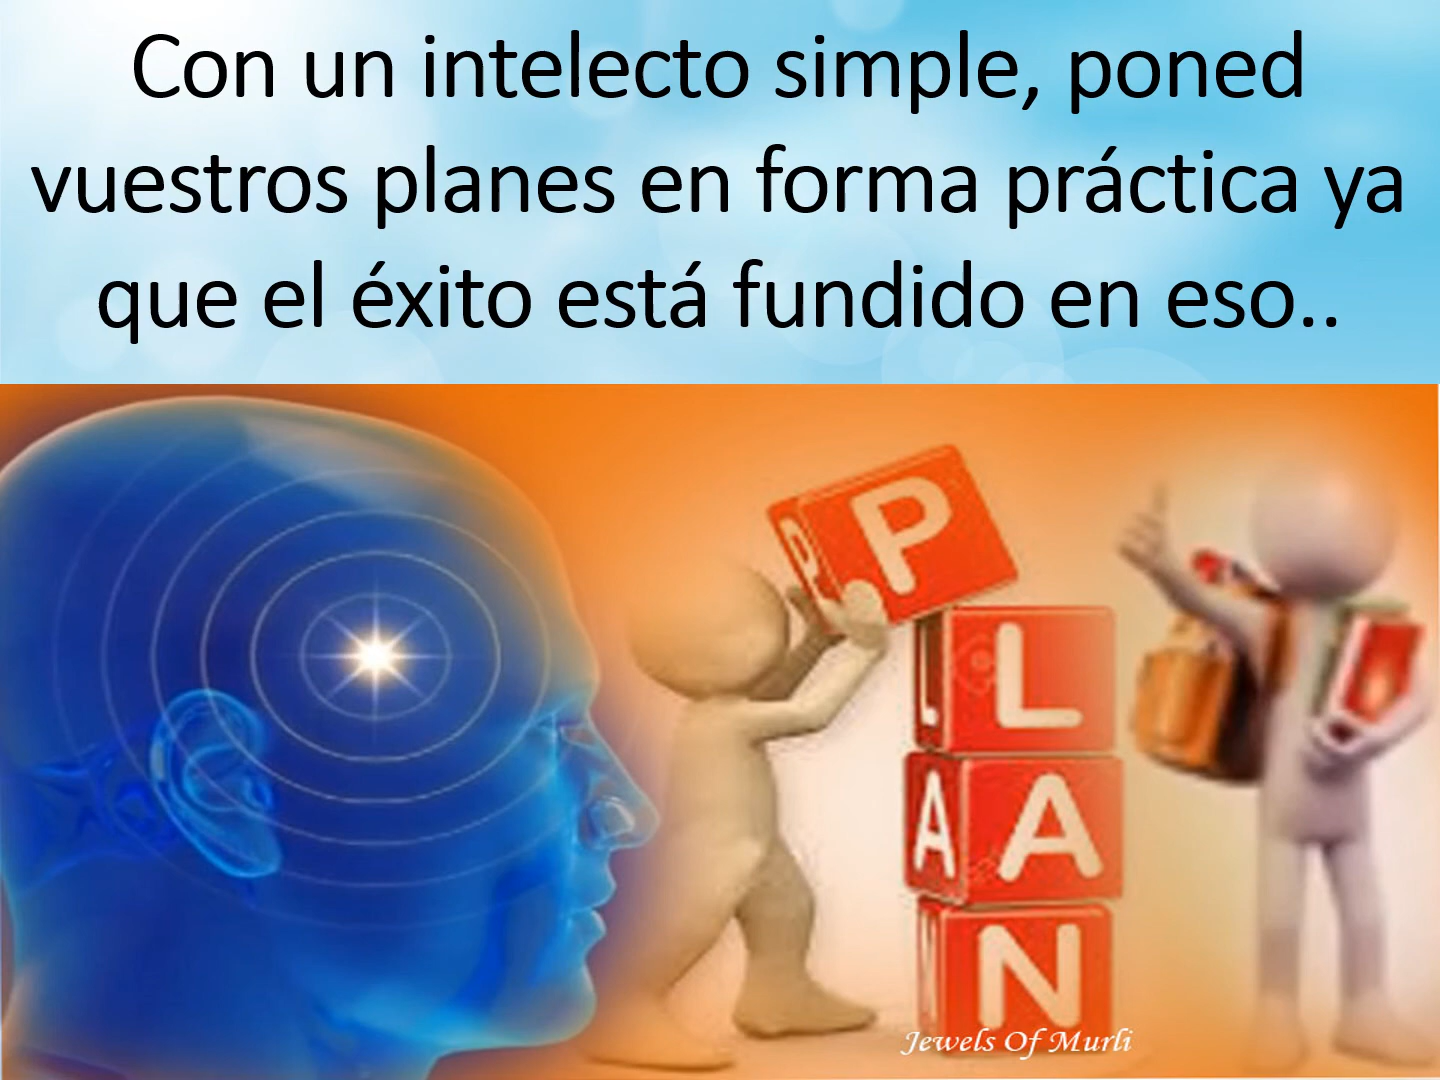 Con un intelecto simple, poned
vuestros planes en forma práctica ya
que el éxito está fundido en eso..
P
P
L
L
A
A
N
Jewels Of Murli